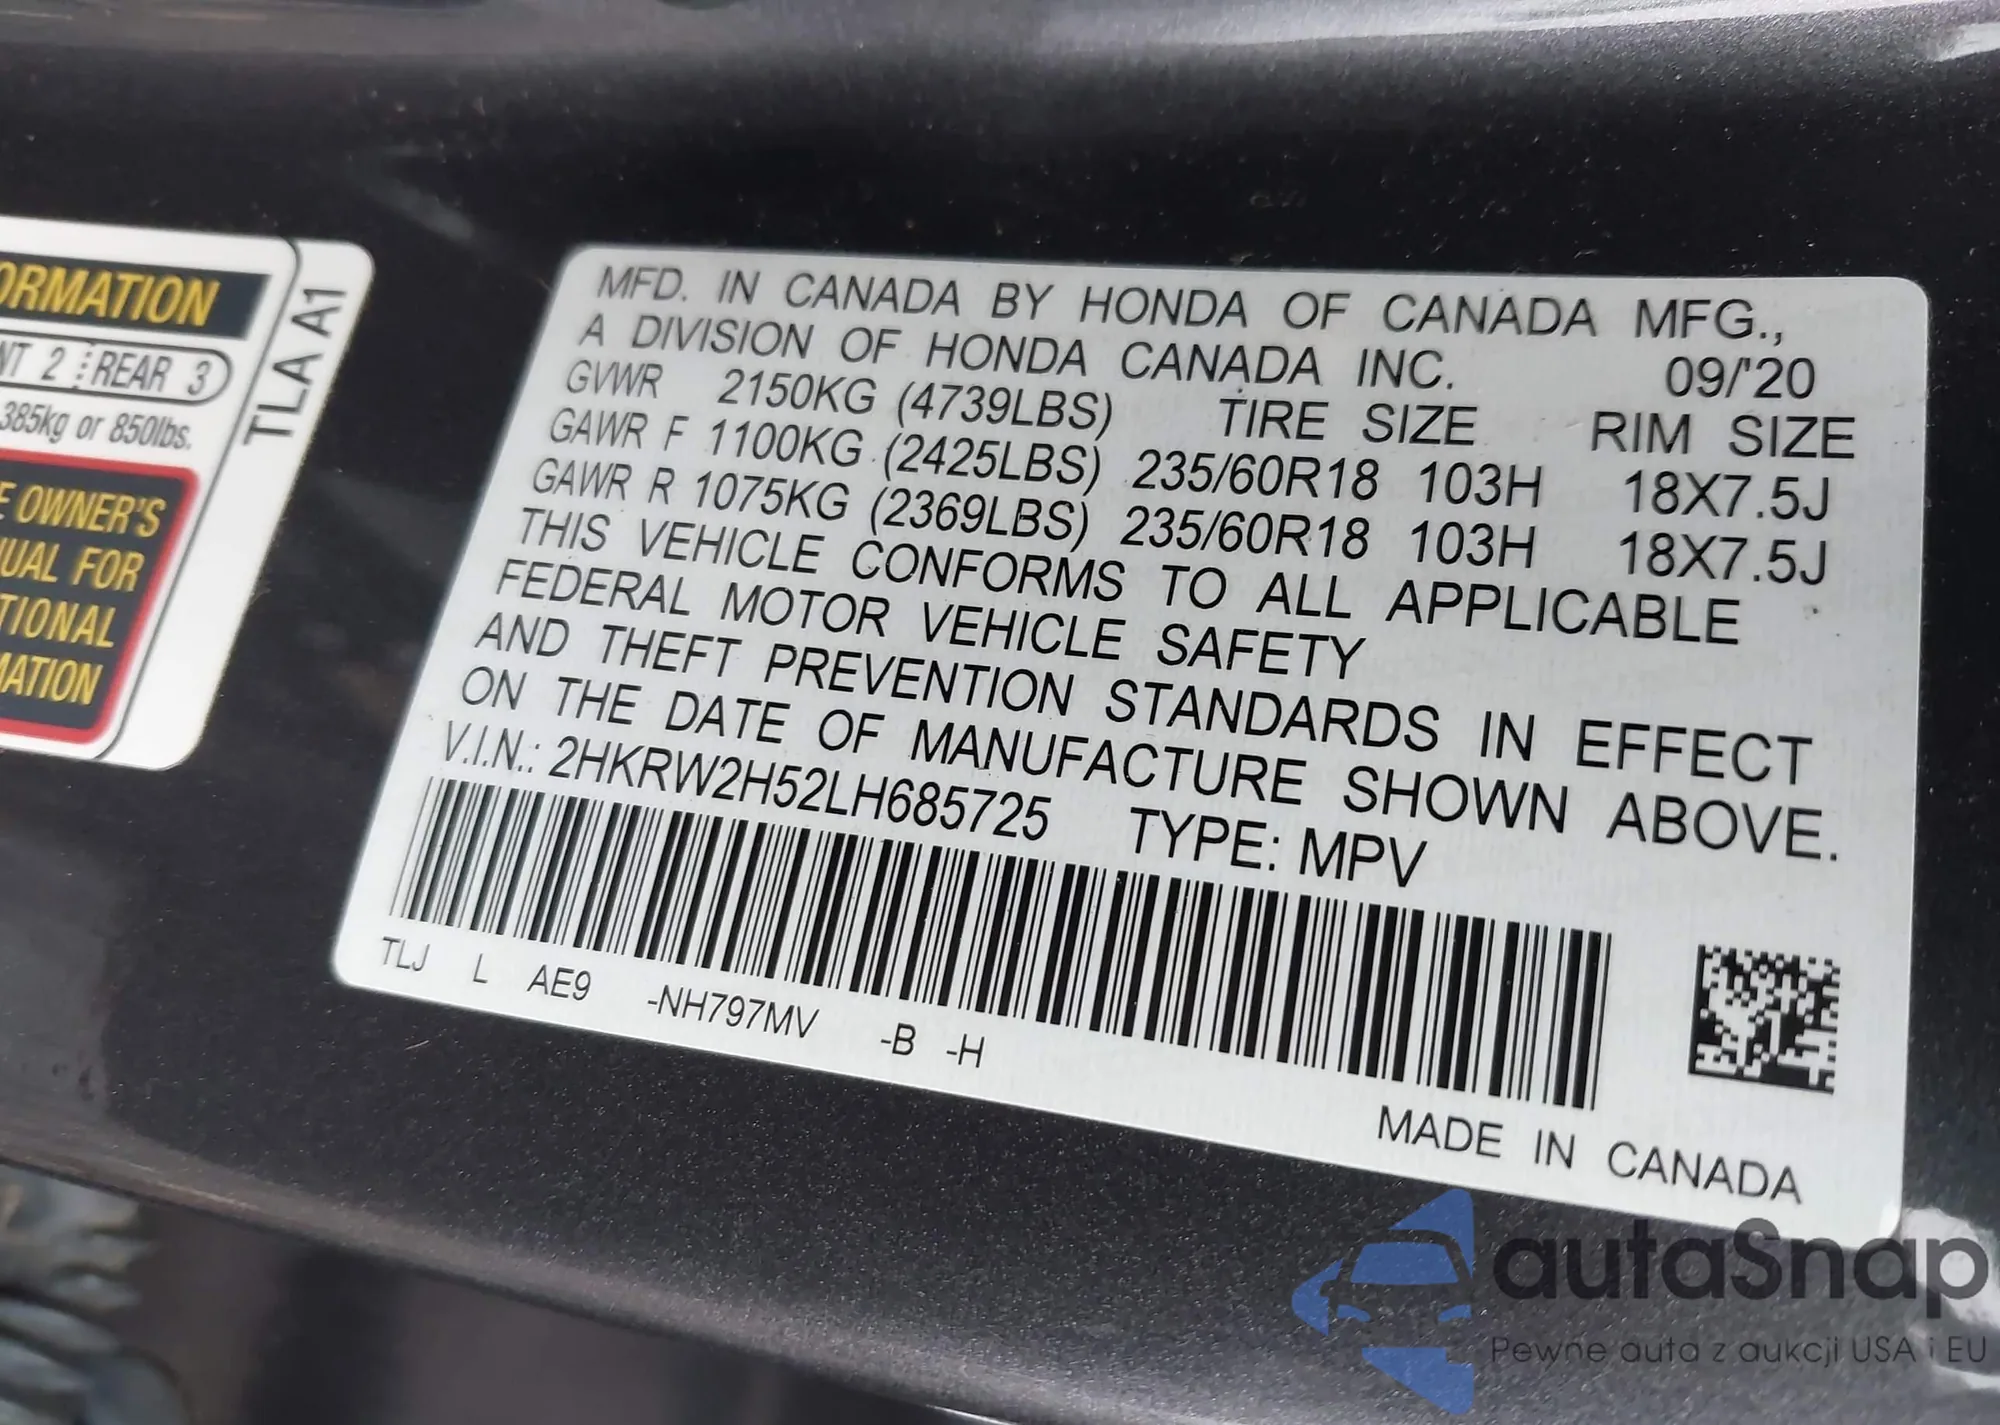 ORMATION
NT 2 REAR 3
385kg or 850lbs.
E OWNER'S
UAL FOR
TIONAL
MATION
TLA A1
MFD. IN CANADA BY HONDA OF CANADA MFG.,
A DIVISION OF HONDA CANADA INC. 09/'20
GVWR 2150KG (4739LBS) TIRE SIZE RIM SIZE
GAWR F 1100KG (2425LBS) 235/60R18 103H 18X7.5J
GAWR R 1075KG (2369LBS) 235/60R18 103H 18X7.5J
THIS VEHICLE CONFORMS TO ALL APPLICABLE
FEDERAL MOTOR VEHICLE SAFETY
AND THEFT PREVENTION STANDARDS IN EFFECT
ON THE DATE OF MANUFACTURE SHOWN ABOVE.
V.I.N.: 2HKRW2H52LH685725 TYPE: MPV
TLJ L AE9 -NH797MV -B -H
MADE IN CANADA
autaSnap
Pewne auta z aukcji USA i EU